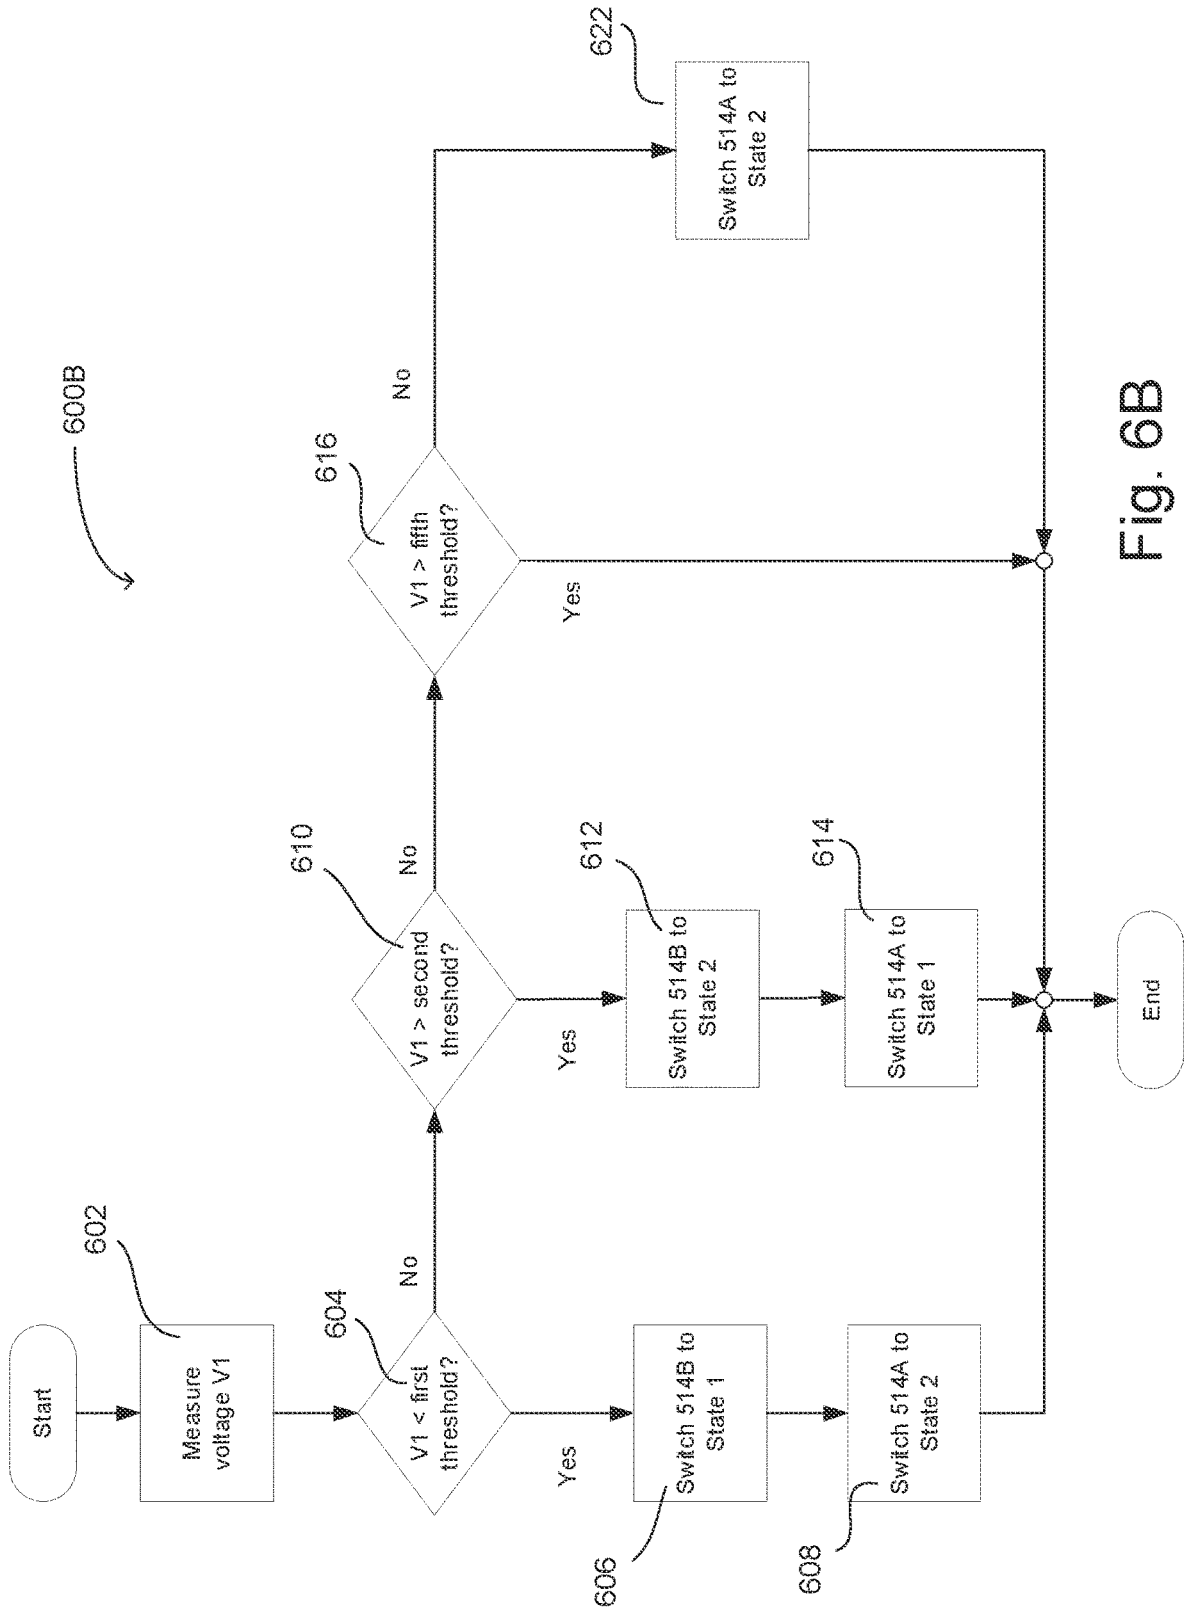 600B
Start
602
Measure
voltage V1
604
V1 < first
threshold?
No
Yes
606
Switch 514B to
State 1
608
Switch 514A to
State 2
610
V1 > second
threshold?
No
Yes
612
Switch 514B to
State 2
614
Switch 514A to
State 1
616
V1 > fifth
threshold?
No
Yes
622
Switch 514A to
State 2
End
Fig. 6B